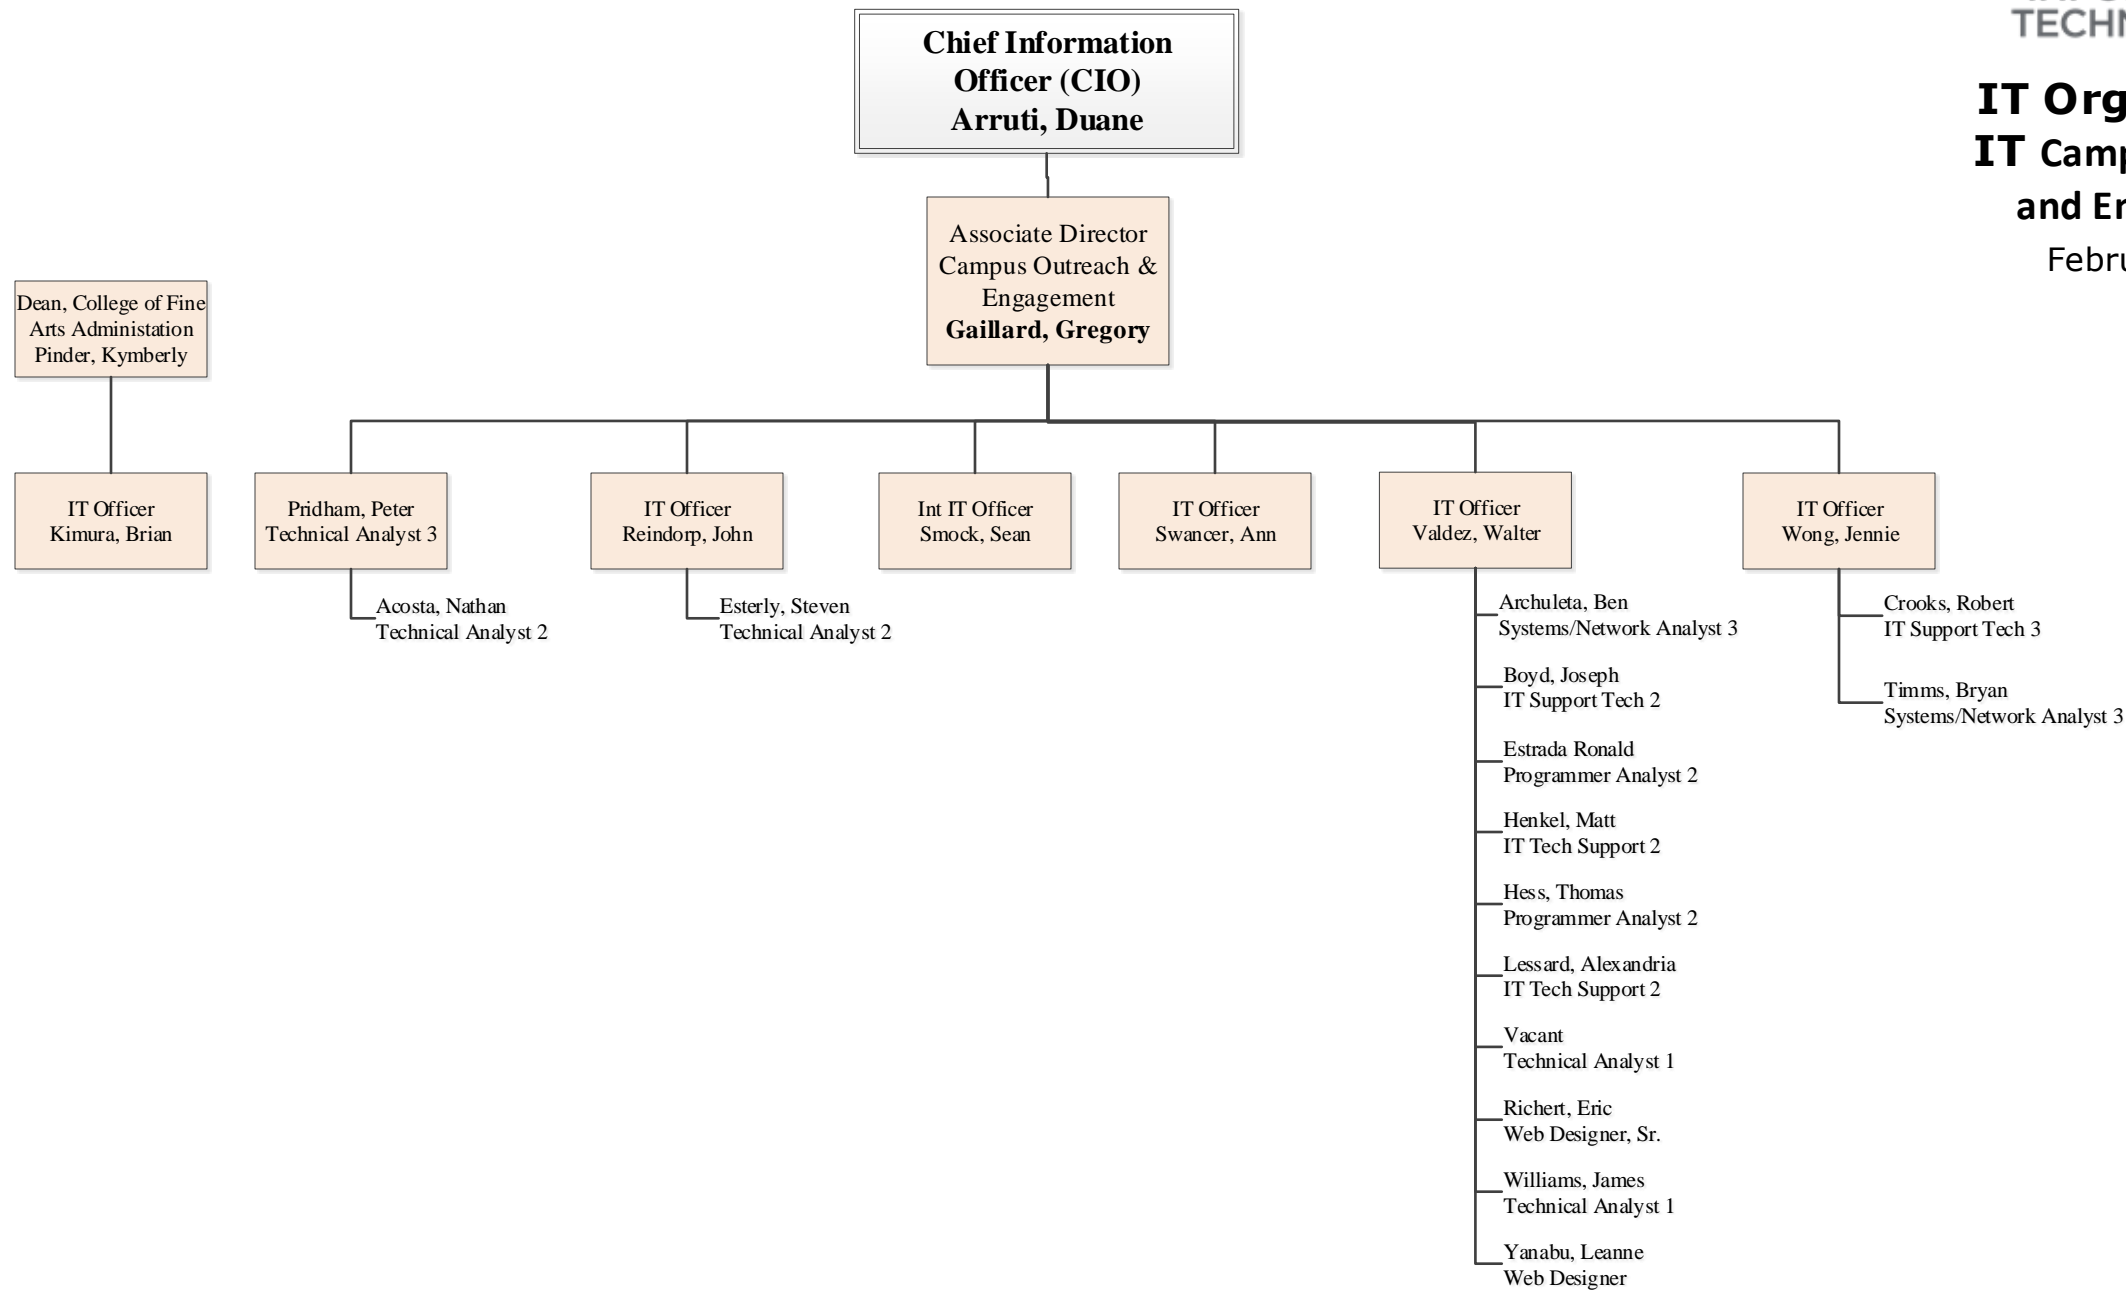 Chief Information
Officer (CIO)
Arruti, Duane
IT
IT
and
Associate Director
Campus Outreach &
Engagement
Gaillard, Gregory
Dean, College of Fine
Arts Administation
Pinder, Kymberly
IT Officer
Kimura, Brian
Pridham, Peter
Technical Analyst 3
IT Officer
Reindorp, John
Int IT Officer
Smock, Sean
IT Officer
Swancer, Ann
IT Officer
Valdez, Walter
IT Officer
Wong, Jennie
Acosta, Nathan
Technical Analyst 2
Esterly, Steven
Technical Analyst 2
Archuleta, Ben
Systems/Network Analyst 3
Boyd, Joseph
IT Support Tech 2
Estrada Ronald
Programmer Analyst 2
Henkel, Matt
IT Tech Support 2
Hess, Thomas
Programmer Analyst 2
Lessard, Alexandria
IT Tech Support 2
Vacant
Technical Analyst 1
Richert, Eric
Web Designer, Sr.
Williams, James
Technical Analyst 1
Yanabu, Leanne
Web Designer
Crooks, Robert
IT Support Tech 3
Timms, Bryan
Systems/Network Analyst 3